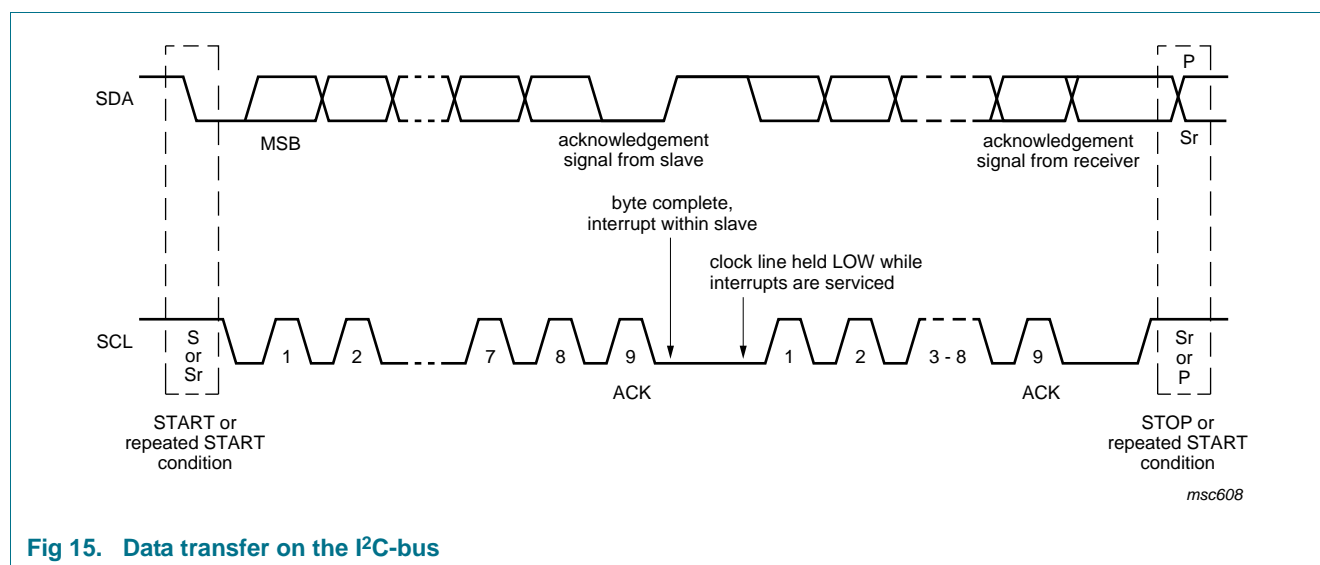 P
SDA
MSB
acknowledgement
signal from slave
acknowledgement
signal from receiver
Sr
byte complete,
interrupt within slave
clock line held LOW while
interrupts are serviced
SCL
S
or
Sr
1
2
7
8
9
1
2
3 - 8
9
Sr
or
P
ACK
ACK
START or
repeated START
condition
STOP or
repeated START
condition
msc608
Fig 15. Data transfer on the I²C-bus